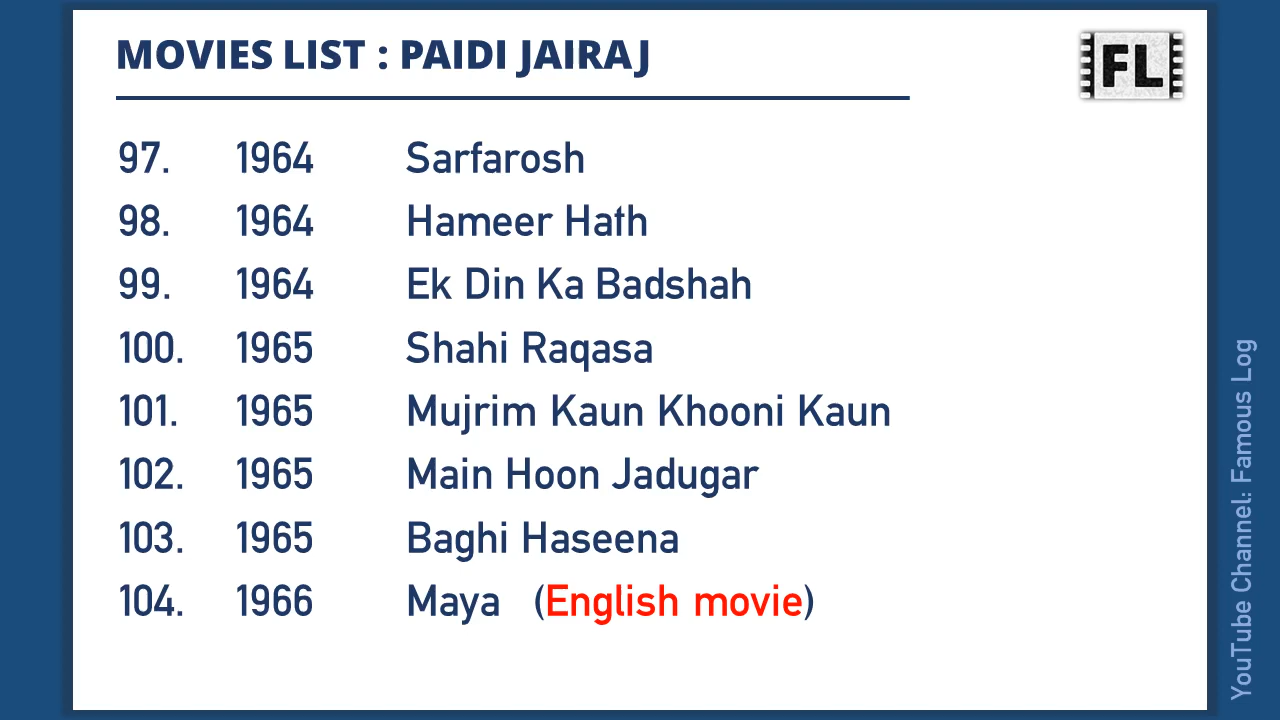 MOVIES LIST : PAIDI JAIRAJ
FL
97. 1964 Sarfarosh
98. 1964 Hameer Hath
99. 1964 Ek Din Ka Badshah
100. 1965 Shahi Raqasa
101. 1965 Mujrim Kaun Khooni Kaun
102. 1965 Main Hoon Jadugar
103. 1965 Baghi Haseena
104. 1966 Maya (English movie)
YouTube Channel: Famous Log